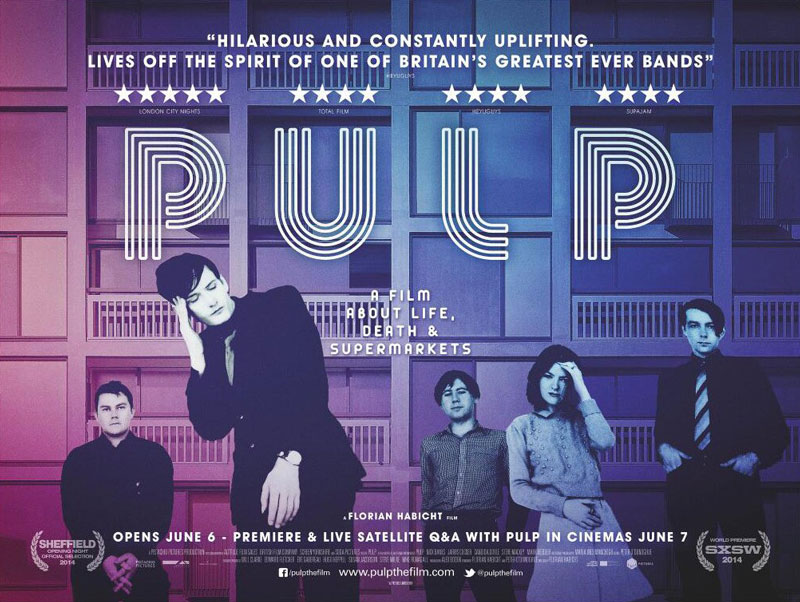 “HILARIOUS AND CONSTANTLY UPLIFTING.
LIVES OFF THE SPIRIT OF ONE OF BRITAIN’S GREATEST EVER BANDS”
HEYUGUYS
★★★★★ ★★★★ ★★★★ ★★★★
LONDON CITY NIGHTS TOTAL FILM HEYUGUYS SUPAJAM
PULP
A FILM
ABOUT LIFE,
DEATH &
SUPERMARKETS
A FLORIAN HABICHT FILM
OPENS JUNE 6 - PREMIERE & LIVE SATELLITE Q&A WITH PULP IN CINEMAS JUNE 7
SHEFFIELD
OPENING NIGHT
OFFICIAL SELECTION
2014
WORLD PREMIERE
SXSW
2014
/pulpthefilm www.pulpthefilm.com @pulpthefilm